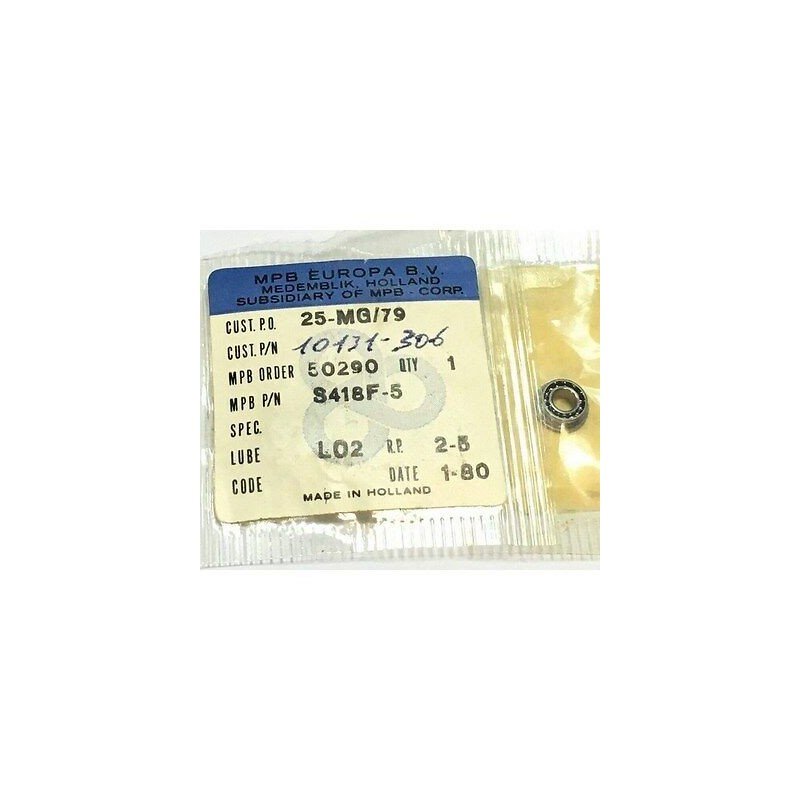 MPB EUROPA B.V.
MEDEMBLIK, HOLLAND
SUBSIDIARY OF MPB - CORP.
CUST. P.O. 25-MG/79
CUST. P/N 10131-306
MPB ORDER 50290 QTY 1
MPB P/N S418F-5
SPEC.
LUBE LO2 R.P. 2-5
CODE DATE 1-80
MADE IN HOLLAND